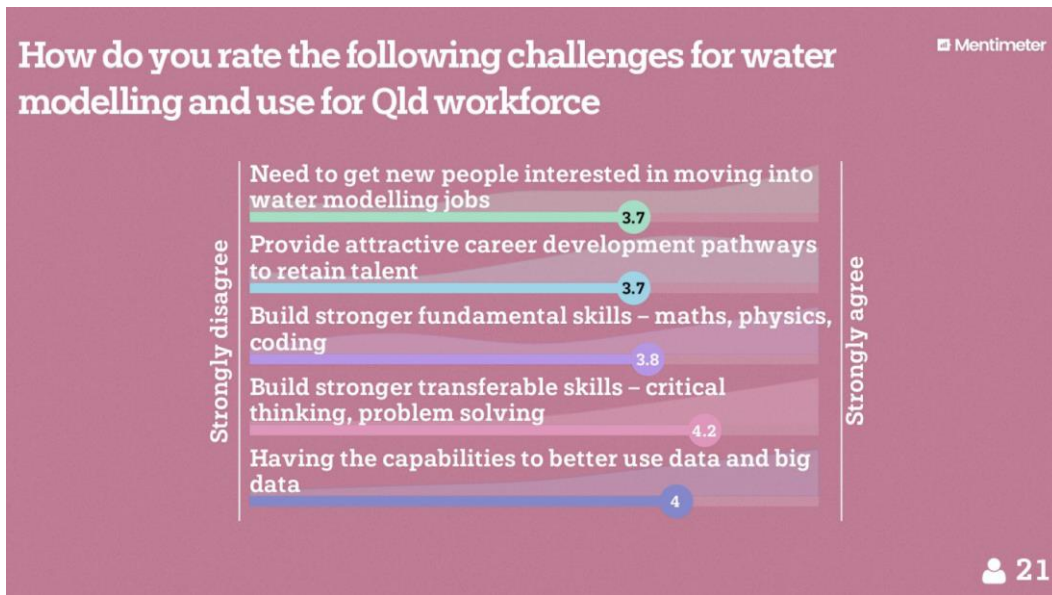 How do you rate the following challenges for water
modelling and use for Qld workforce
Mentimeter
Strongly disagree
Need to get new people interested in moving into
water modelling jobs
3.7
Provide attractive career development pathways
to retain talent
3.7
Build stronger fundamental skills – maths, physics,
coding
3.8
Build stronger transferable skills – critical
thinking, problem solving
4.2
Having the capabilities to better use data and big
data
4
Strongly agree
21